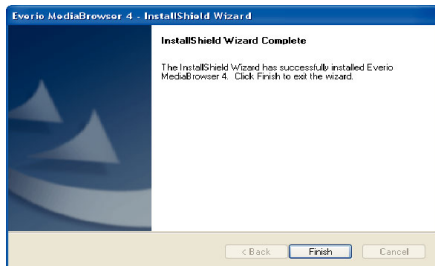 Everio MediaBrowser 4 - InstallShield Wizard
InstallShield Wizard Complete
The InstallShield Wizard has successfully installed Everio
MediaBrowser 4. Click Finish to exit the wizard.
< Back
Finish
Cancel